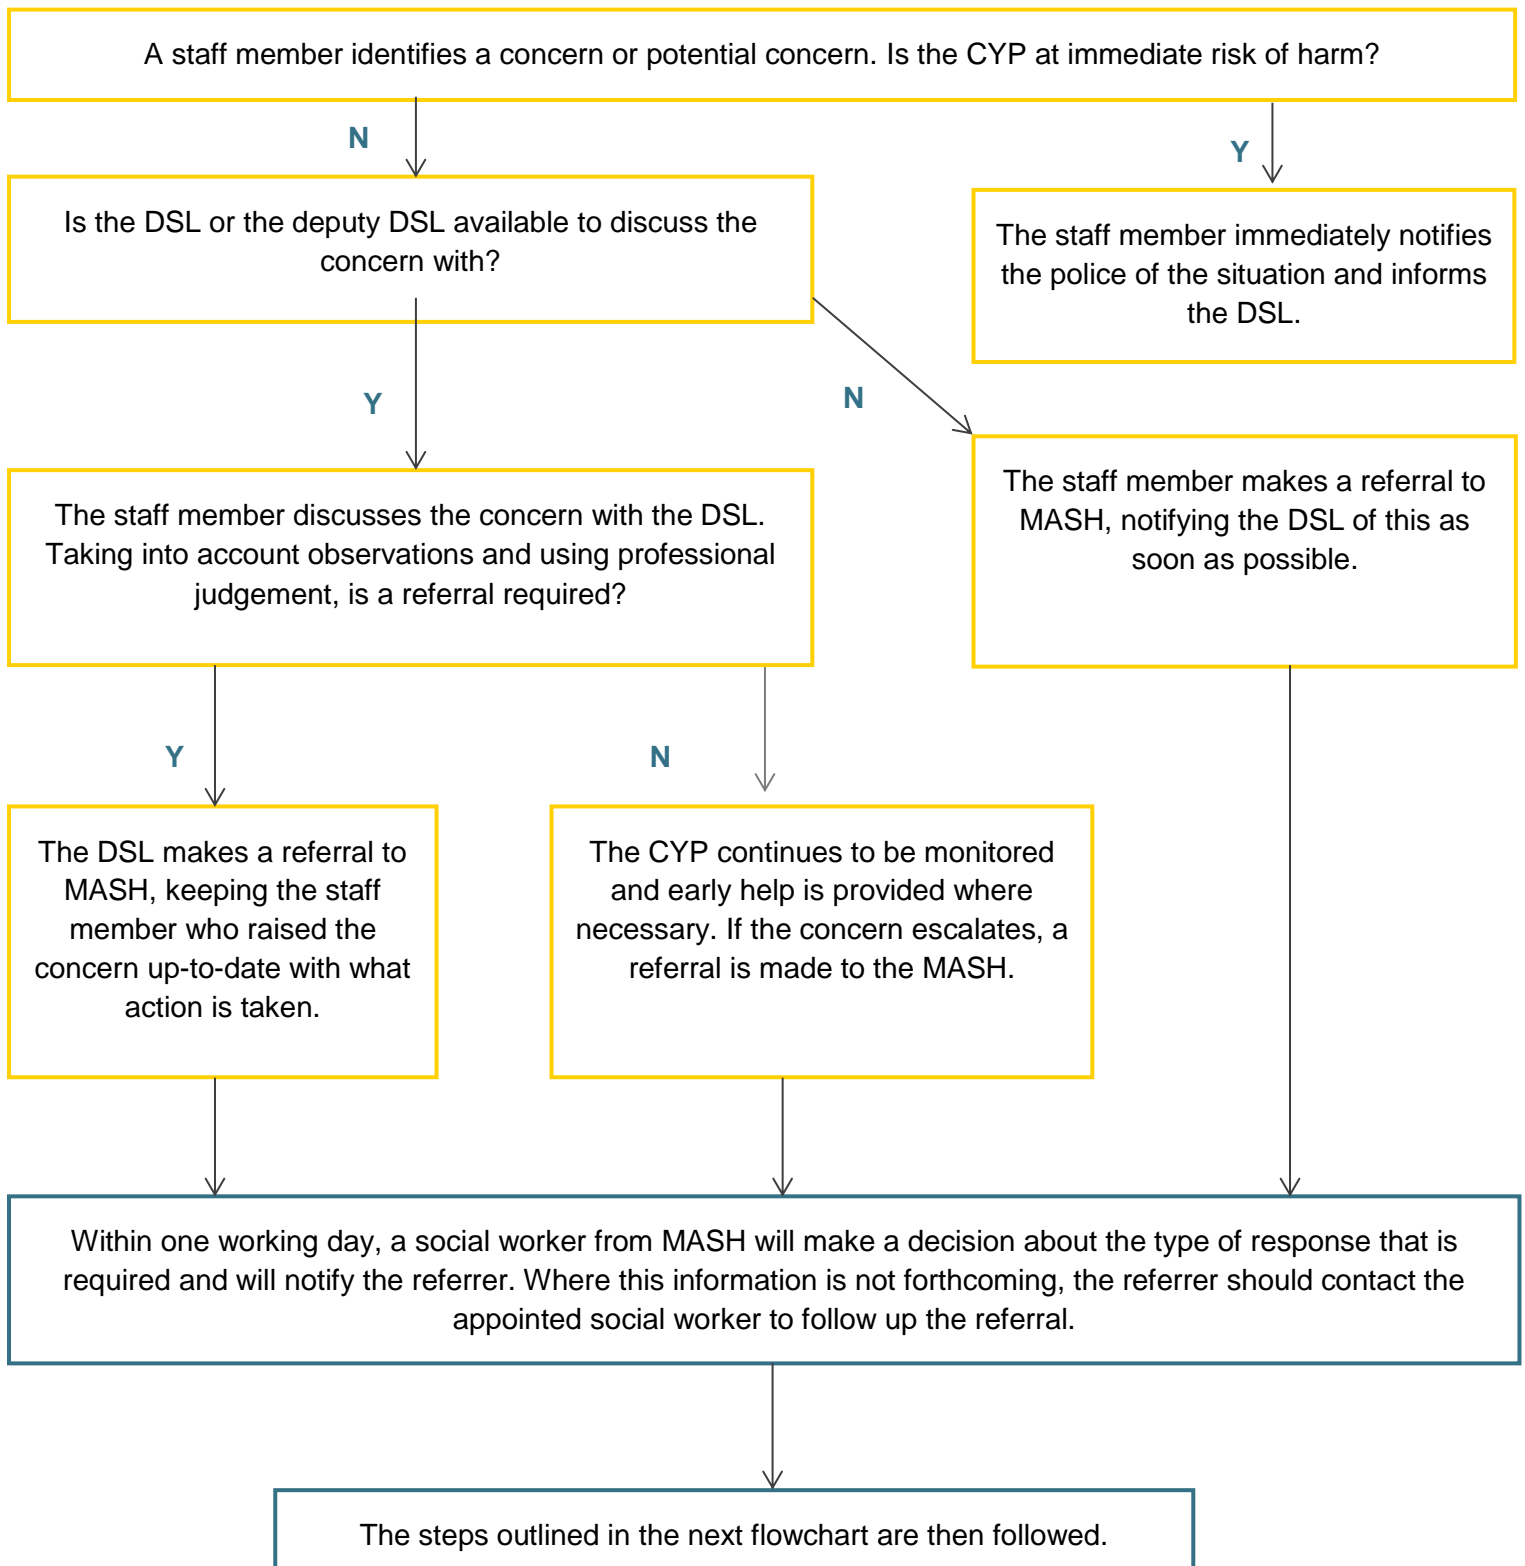 A staff member identifies a concern or potential concern. Is the CYP at immediate risk of harm?
N
Y
Is the DSL or the deputy DSL available to discuss the
concern with?
The staff member immediately notifies
the police of the situation and informs
the DSL.
Y
N
The staff member discusses the concern with the DSL.
Taking into account observations and using professional
judgement, is a referral required?
The staff member makes a referral to
MASH, notifying the DSL of this as
soon as possible.
Y
N
The DSL makes a referral to
MASH, keeping the staff
member who raised the
concern up-to-date with what
action is taken.
The CYP continues to be monitored
and early help is provided where
necessary. If the concern escalates, a
referral is made to the MASH.
Within one working day, a social worker from MASH will make a decision about the type of response that is
required and will notify the referrer. Where this information is not forthcoming, the referrer should contact the
appointed social worker to follow up the referral.
The steps outlined in the next flowchart are then followed.